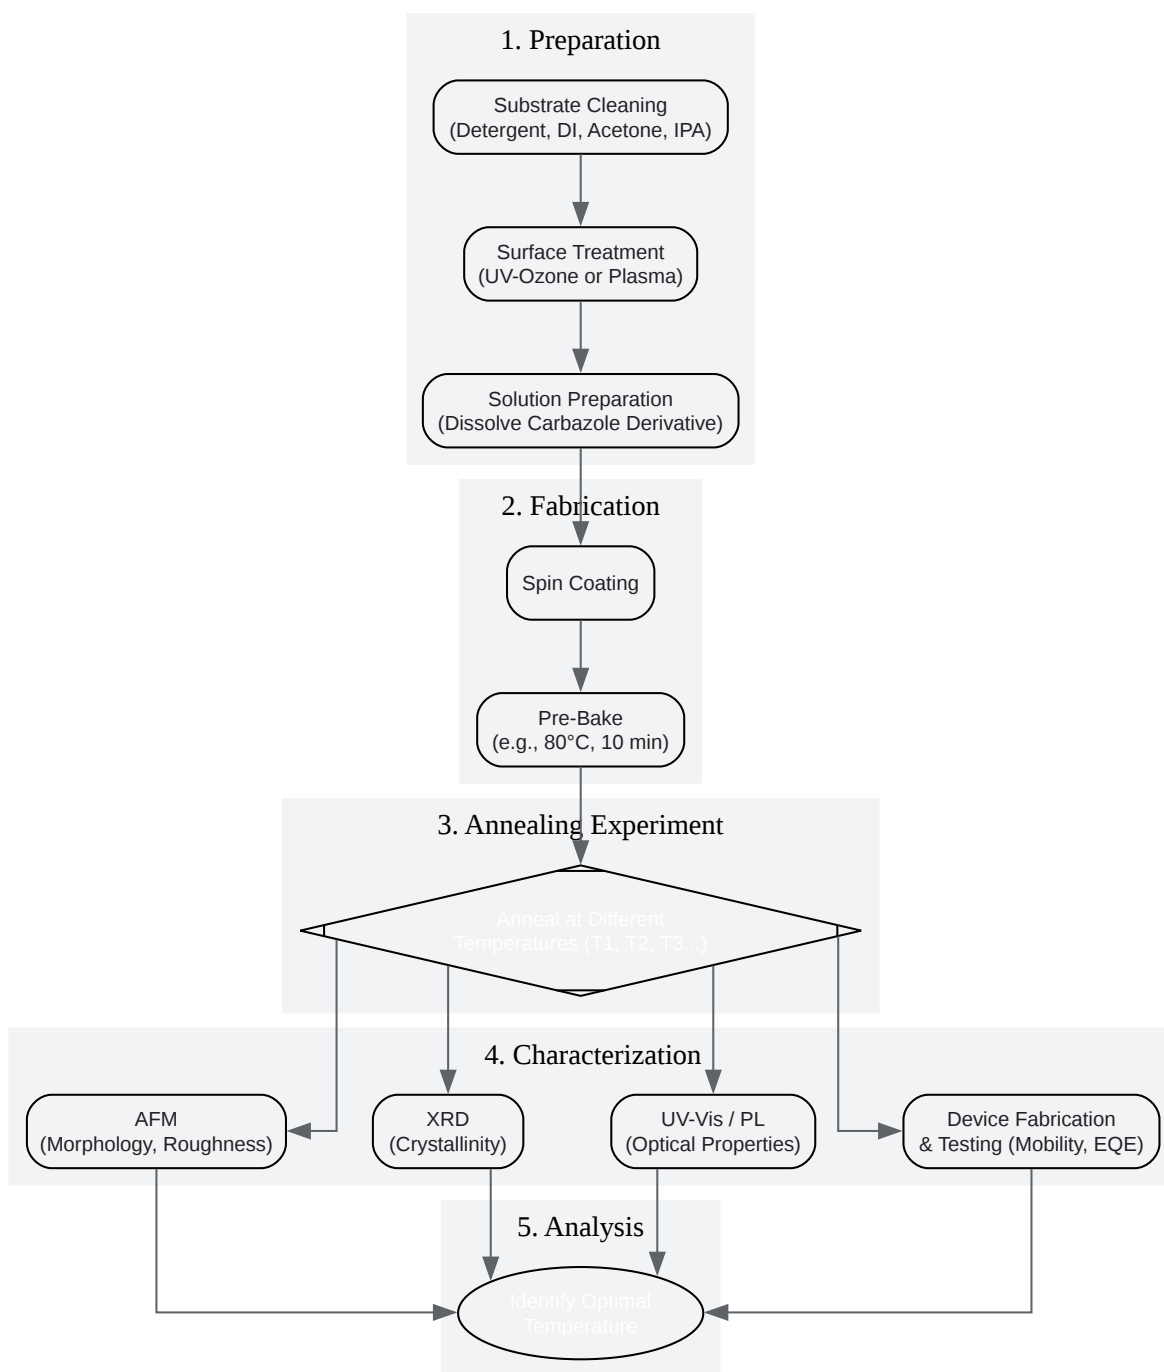 1. Preparation
Substrate Cleaning
(Detergent, DI, Acetone, IPA)
Surface Treatment
(UV-Ozone or Plasma)
Solution Preparation
(Dissolve Carbazole Derivative)
2. Fabrication
Spin Coating
Pre-Bake
(e.g., 80°C, 10 min)
3. Annealing Experiment
Anneal at Different
Temperatures (T1, T2, T3,..)
4. Characterization
AFM
(Morphology, Roughness)
XRD
(Crystallinity)
UV-Vis / PL
(Optical Properties)
Device Fabrication
& Testing (Mobility, EQE)
5. Analysis
Identify Optimal
Temperature